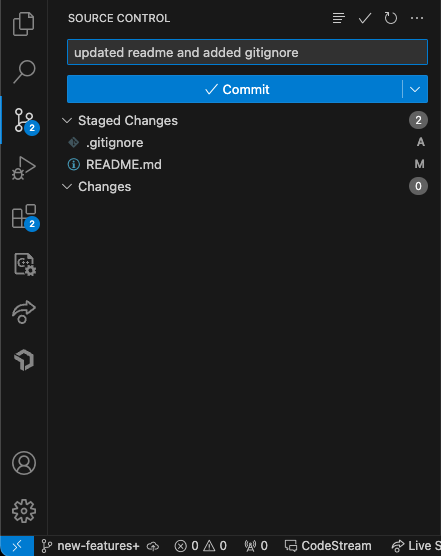 SOURCE CONTROL
updated readme and added gitignore
Commit
Staged Changes 2
.gitignore A
README.md M
Changes 0
2
2
C++
new-features+ 0 0 0 CodeStream Live S